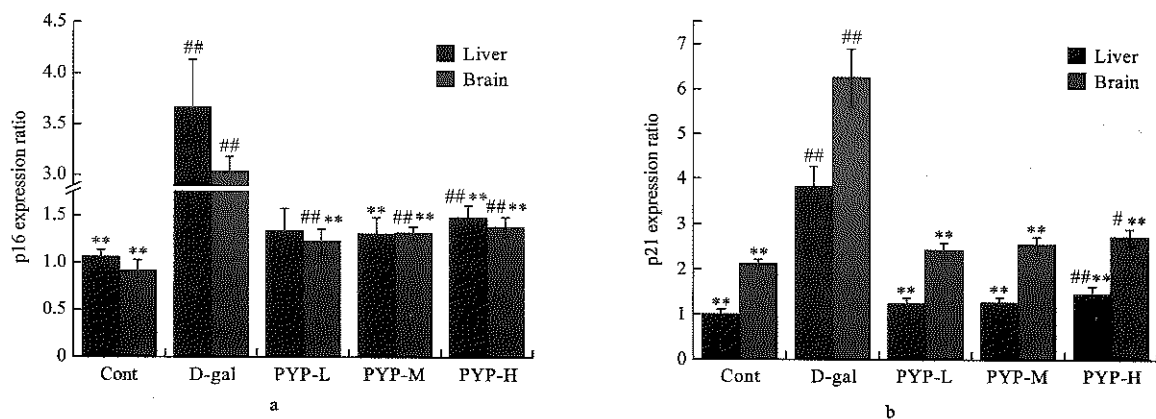 4.5
4.0
3.5
3.0
1.5
1.0
0.5
0
p16 expression ratio
Liver
Brain
** **
## ##
## **
** ## **
## ** ## **
Cont D-gal PYP-L PYP-M PYP-H
a
7
6
5
4
3
2
1
0
p21 expression ratio
Liver
Brain
** **
## ##
** **
** **
## ** # **
Cont D-gal PYP-L PYP-M PYP-H
b